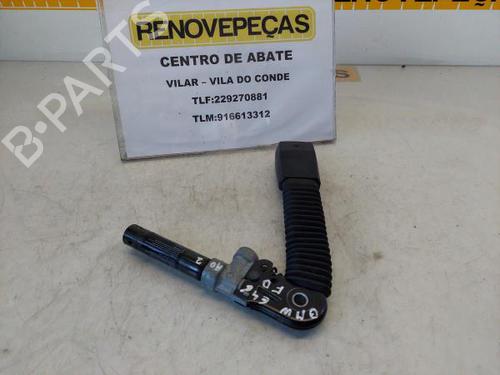 RENOVEPEÇAS
CENTRO DE ABATE
VILAR – VILA DO CONDE
TLF:229270881
TLM:916613312
B-PARTS
BMW
E46
FD